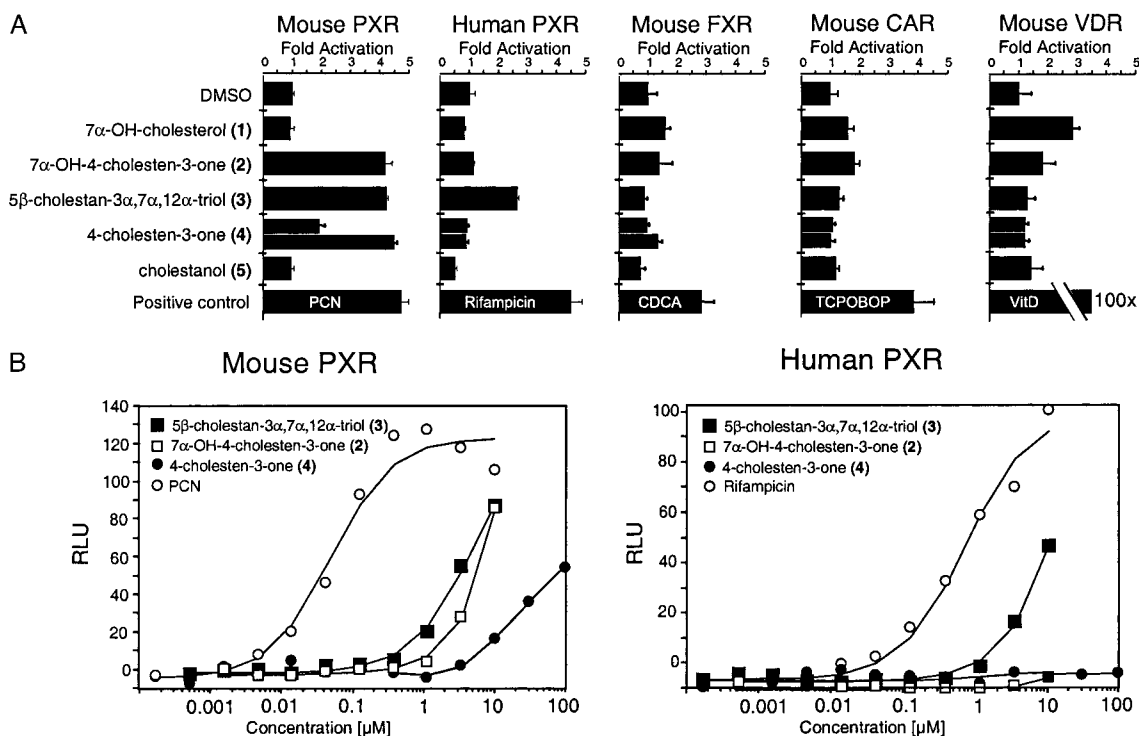 A
Mouse PXR
Human PXR
Mouse FXR
Mouse CAR
Mouse VDR
Fold Activation
Fold Activation
Fold Activation
Fold Activation
Fold Activation
0 1 2 3 4 5
0 1 2 3 4 5
0 1 2 3 4 5
0 1 2 3 4 5
0 1 2 3 4 5
DMSO
7α-OH-cholesterol (1)
7α-OH-4-cholesten-3-one (2)
5β-cholestan-3α,7α,12α-triol (3)
4-cholesten-3-one (4)
cholestanol (5)
Positive control
PCN
Rifampicin
CDCA
TCPOBOP
VitD
100x
B
Mouse PXR
140
120
100
80
60
40
20
0
RLU
5β-cholestan-3α,7α,12α-triol (3)
7α-OH-4-cholesten-3-one (2)
4-cholesten-3-one (4)
PCN
0.001 0.01 0.1 1 10 100
Concentration [µM]
Human PXR
100
80
60
40
20
0
RLU
5β-cholestan-3α,7α,12α-triol (3)
7α-OH-4-cholesten-3-one (2)
4-cholesten-3-one (4)
Rifampicin
0.001 0.01 0.1 1 10 100
Concentration [µM]